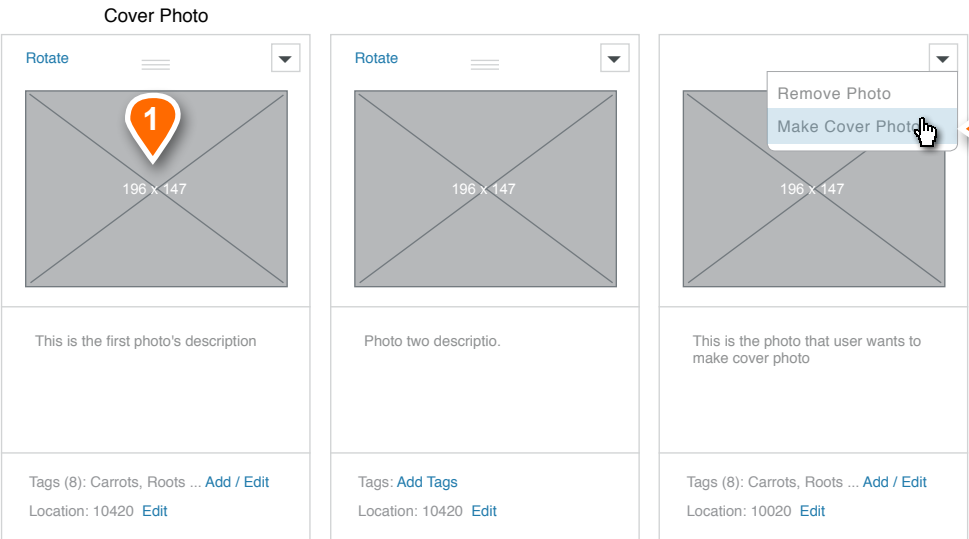 Cover Photo
Rotate
Rotate
Remove Photo
Make Cover Photo
1
196 x 147
196 x 147
196 x 147
This is the first photo's description
Photo two descriptio.
This is the photo that user wants to
make cover photo
Tags (8): Carrots, Roots ... Add / Edit
Location: 10420 Edit
Tags: Add Tags
Location: 10420 Edit
Tags (8): Carrots, Roots ... Add / Edit
Location: 10020 Edit